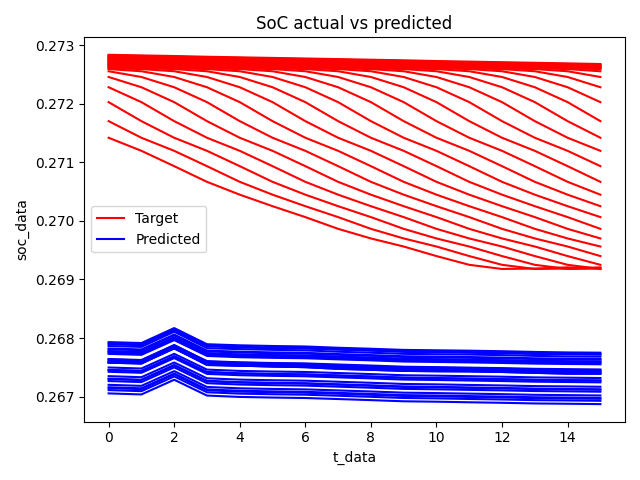 SoC actual vs predicted
0.273
0.272
0.271
0.270
0.269
0.268
0.267
soc_data
Target
Predicted
0 2 4 6 8 10 12 14
t_data